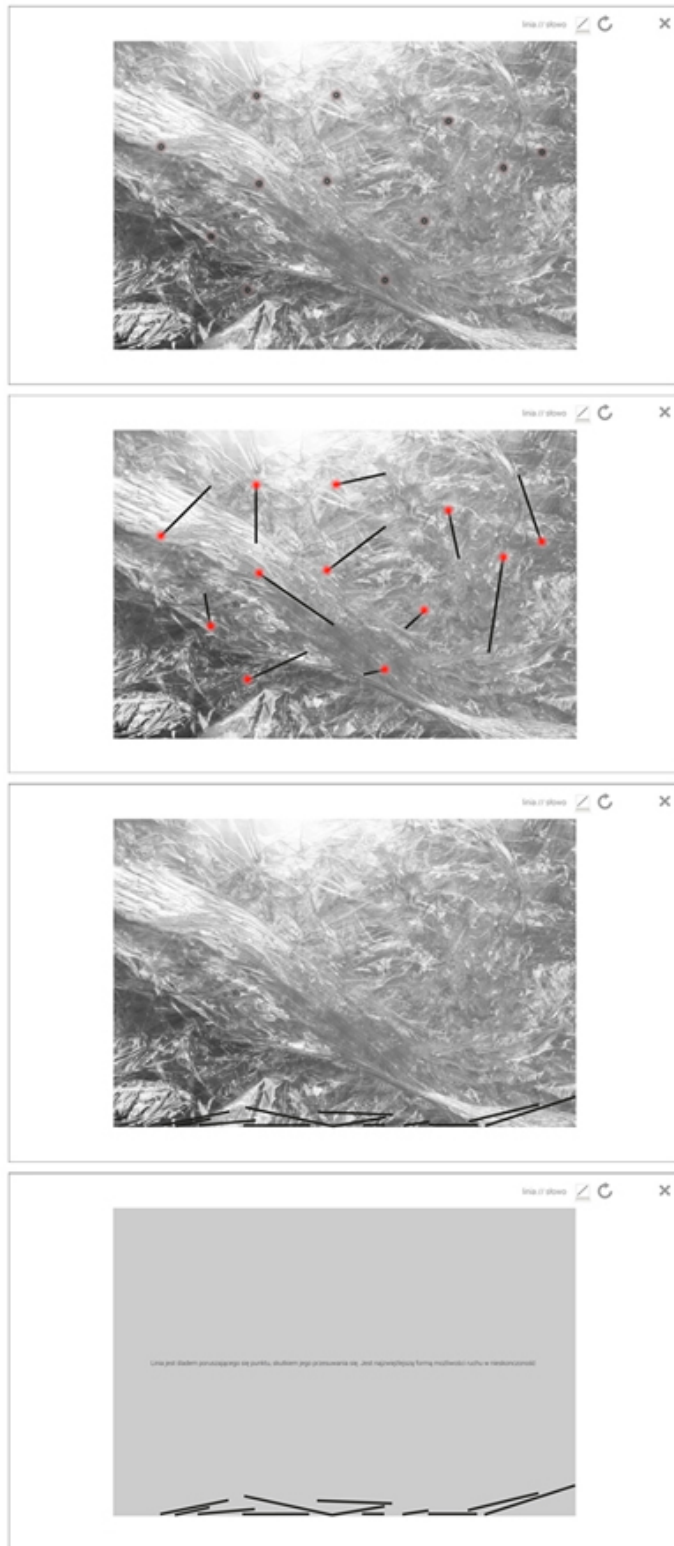 linia // słowo
linia // słowo
linia // słowo
linia // słowo
Linia jest śladem poruszającego się punktu, skutkiem jego przesuwania się. Jest najzwięźlejszą formą możliwości ruchu w nieskończoność